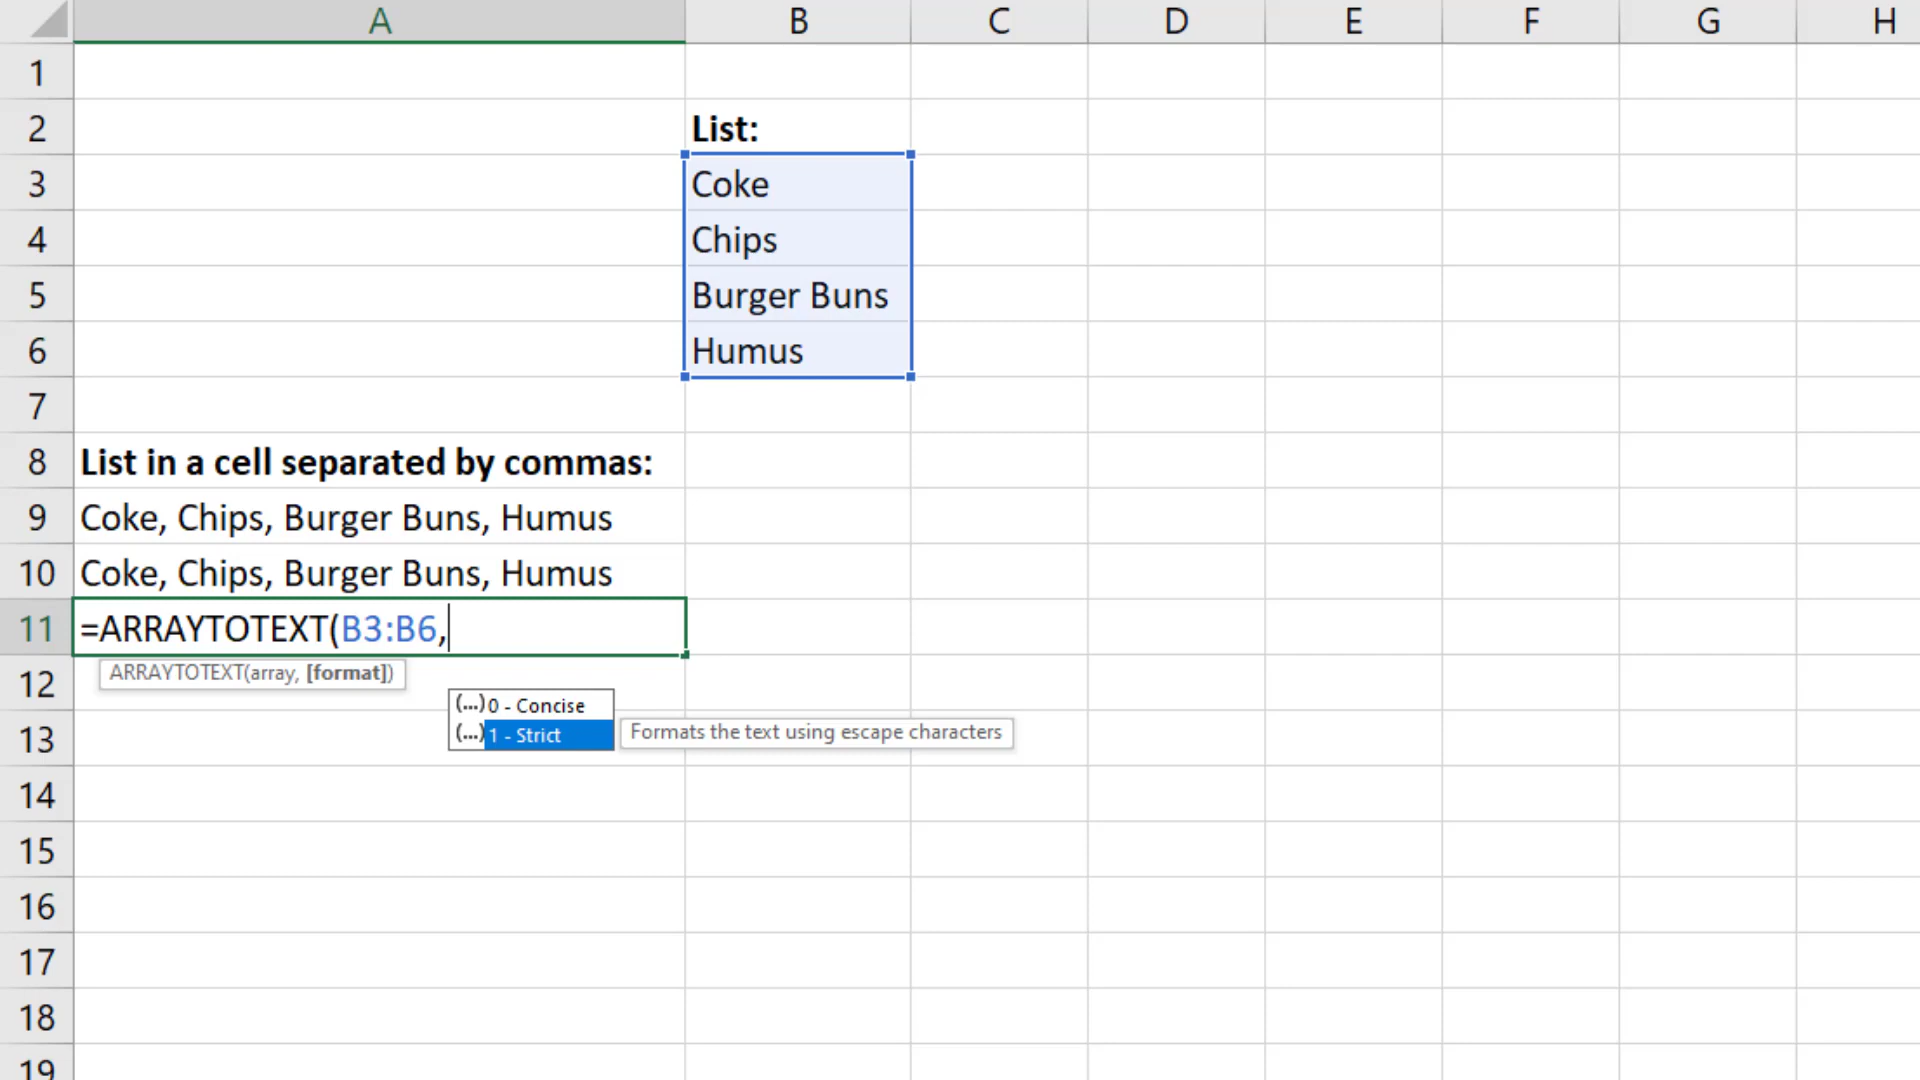 A B C D E F G H
1
2 List:
3 Coke
4 Chips
5 Burger Buns
6 Humus
7
8 List in a cell separated by commas:
9 Coke, Chips, Burger Buns, Humus
10 Coke, Chips, Burger Buns, Humus
11 =ARRAYTOTEXT(B3:B6,
ARRAYTOTEXT(array, [format])
12
(...) 0 - Concise
13 (...) 1 - Strict Formats the text using escape characters
14
15
16
17
18
19